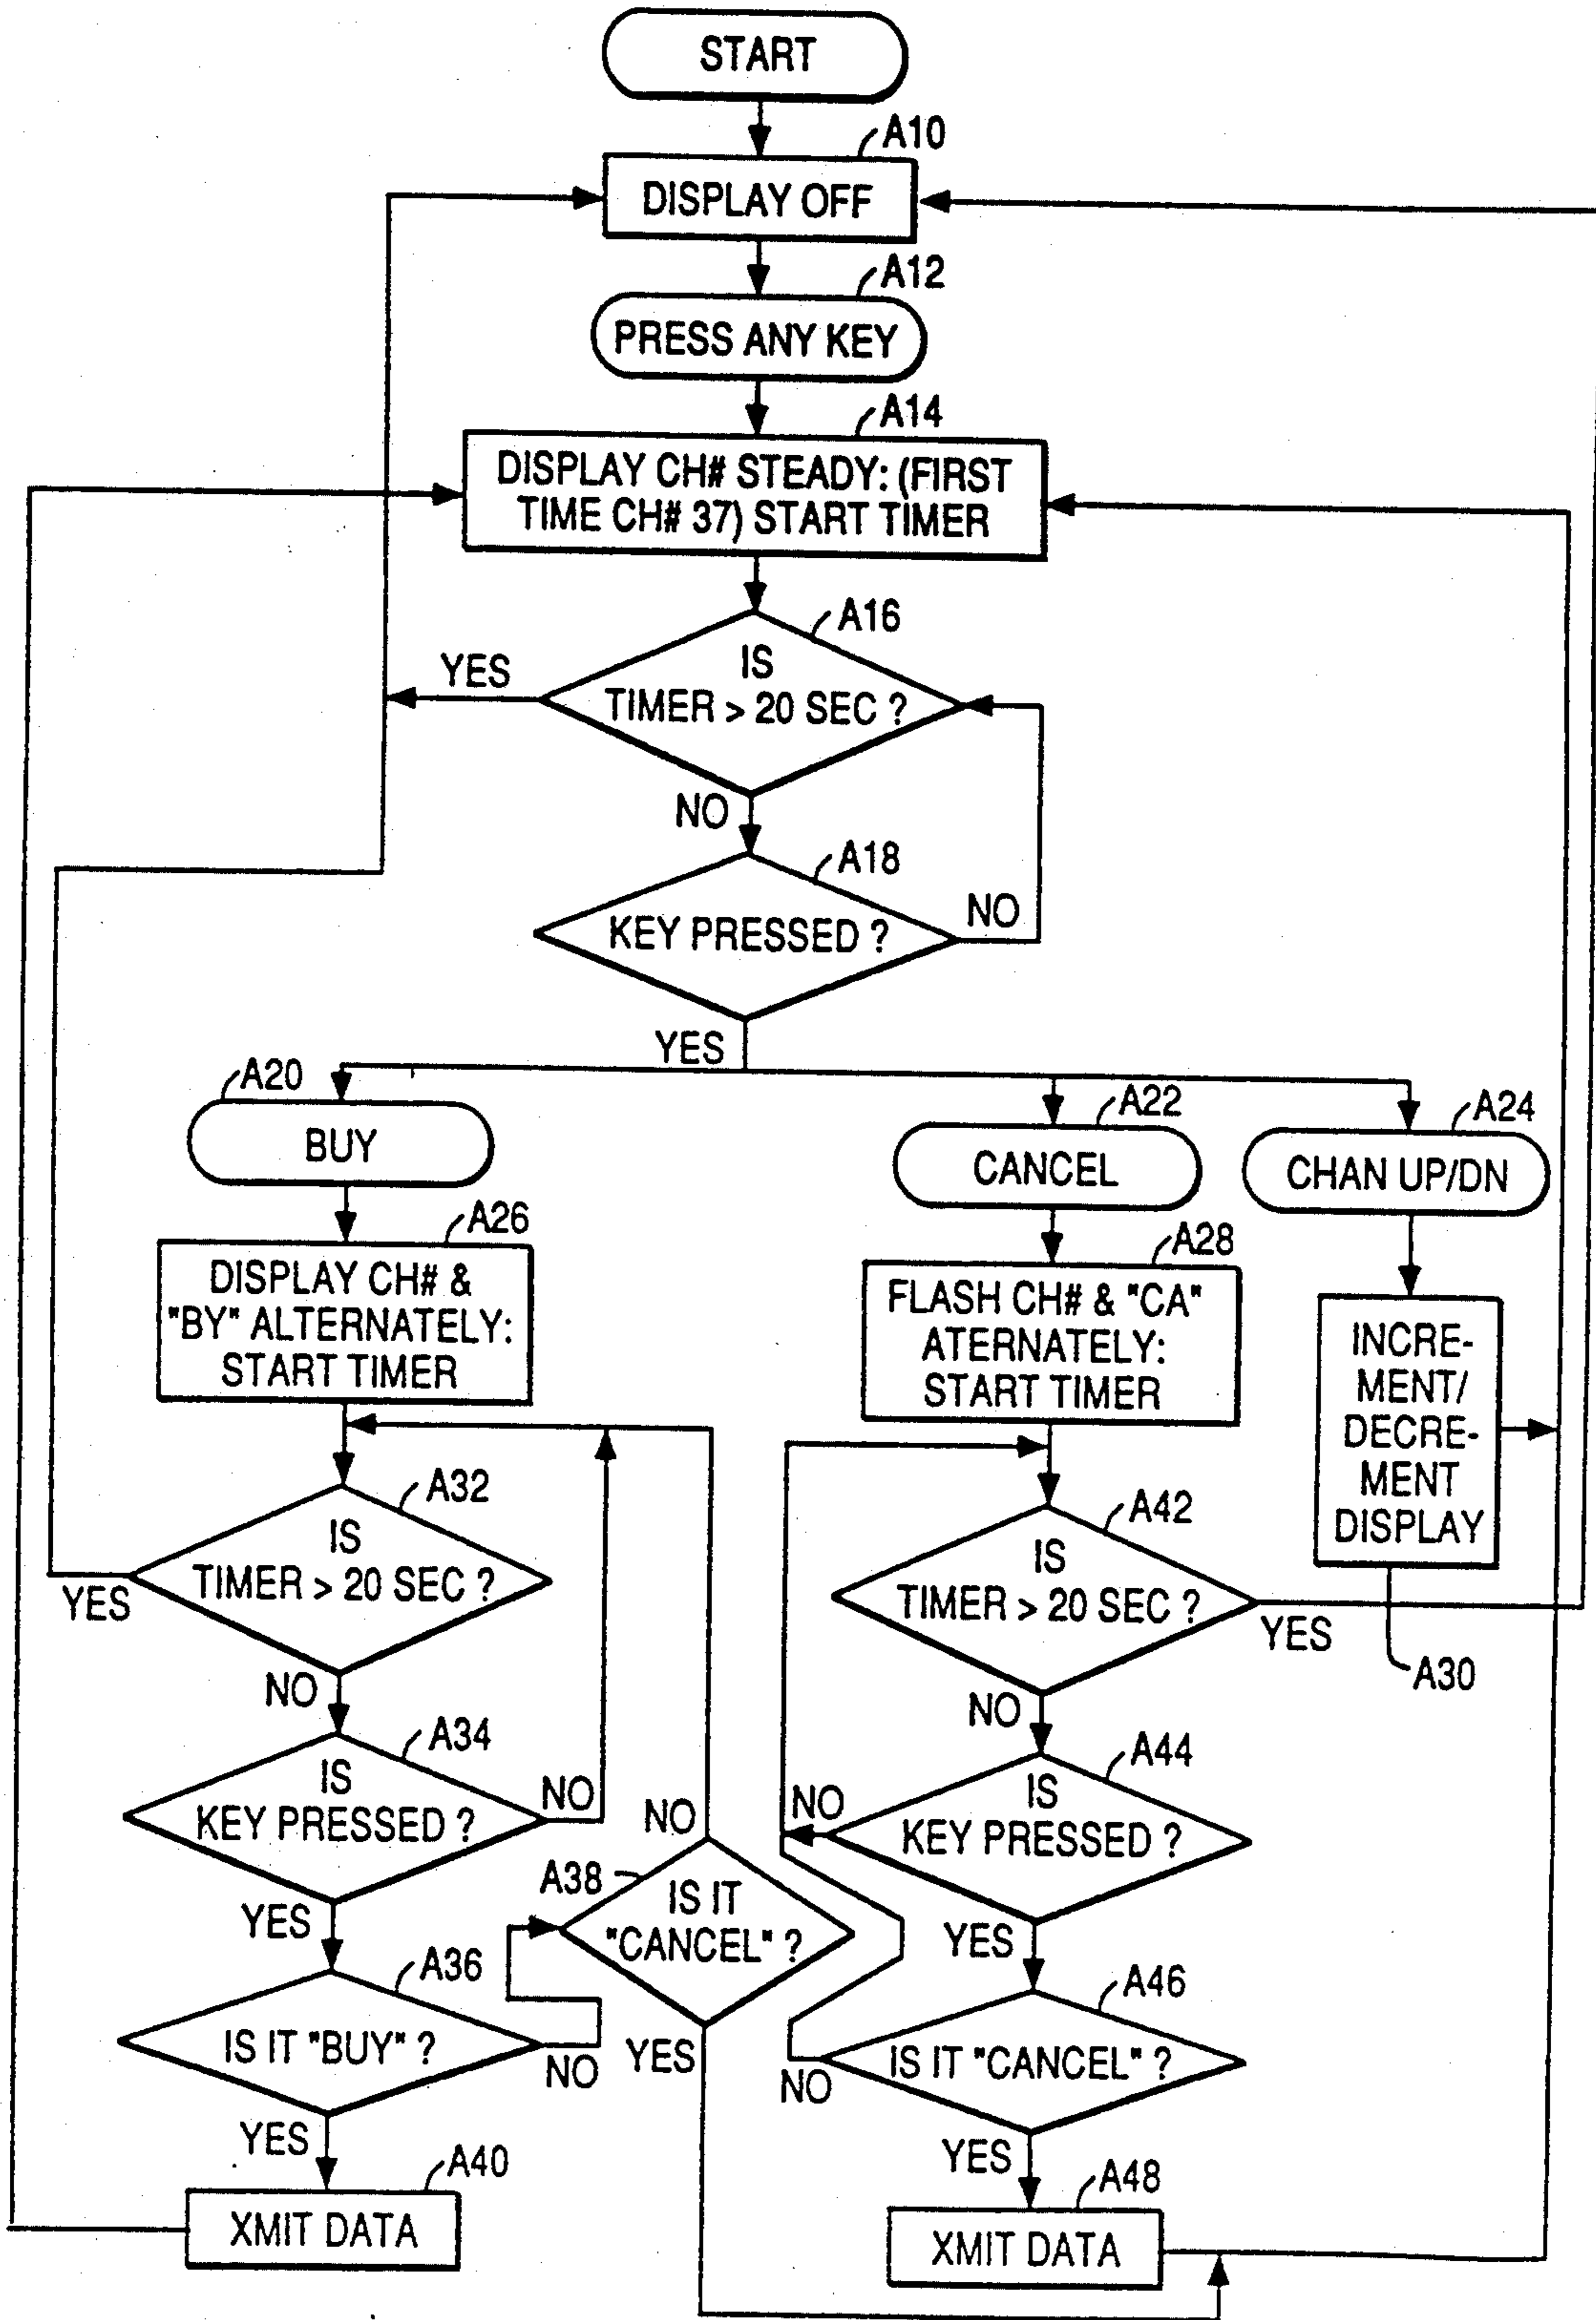 START
A10
DISPLAY OFF
A12
PRESS ANY KEY
A14
DISPLAY CH# STEADY: (FIRST
TIME CH# 37) START TIMER
A16
IS
TIMER > 20 SEC ?
YES
NO
A18
KEY PRESSED ?
NO
YES
A20
BUY
A22
CANCEL
A24
CHAN UP/DN
A26
DISPLAY CH# &
"BY" ALTERNATELY:
START TIMER
A28
FLASH CH# & "CA"
ATERNATELY:
START TIMER
INCRE-
MENT/
DECRE-
MENT
DISPLAY
A30
A32
IS
TIMER > 20 SEC ?
YES
NO
A34
IS
KEY PRESSED ?
NO
YES
A36
IS IT "BUY" ?
NO
YES
A38
IS IT
"CANCEL" ?
NO
YES
A40
XMIT DATA
A42
IS
TIMER > 20 SEC ?
YES
NO
A44
IS
KEY PRESSED ?
NO
YES
A46
IS IT "CANCEL" ?
NO
YES
A48
XMIT DATA